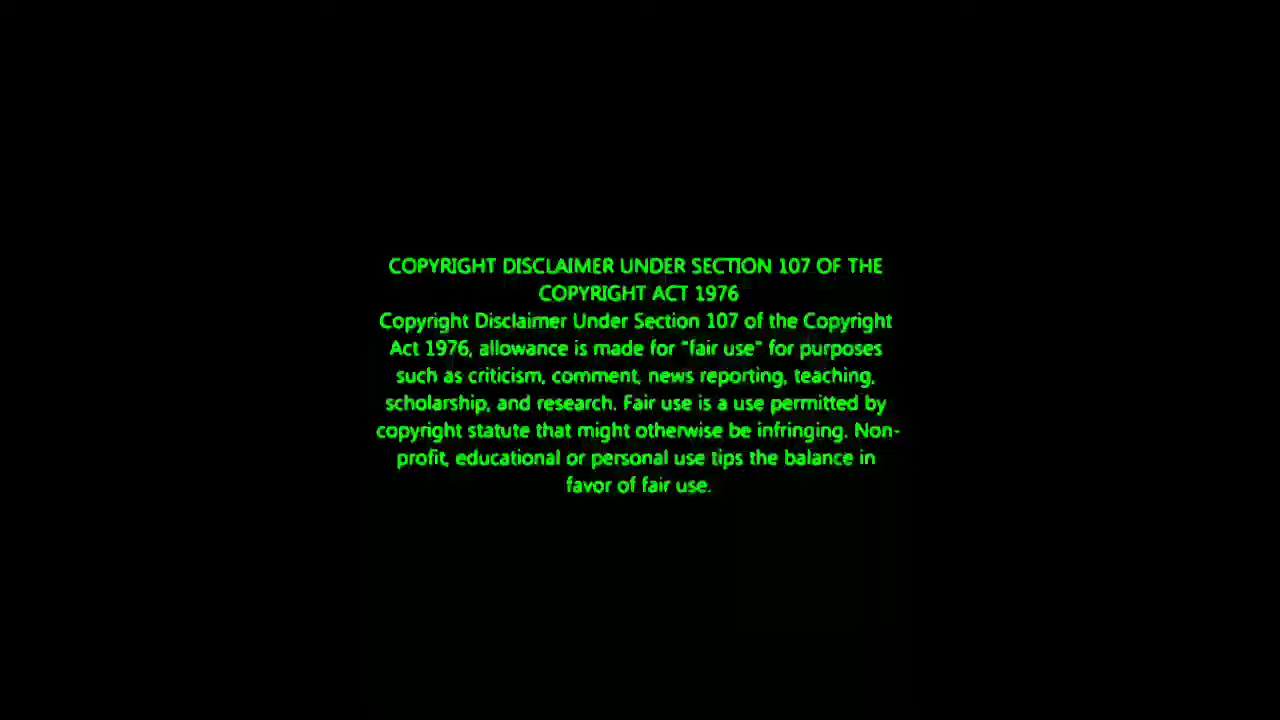 COPYRIGHT DISCLAIMER UNDER SECTION 107 OF THE
COPYRIGHT ACT 1976
Copyright Disclaimer Under Section 107 of the Copyright
Act 1976, allowance is made for "fair use" for purposes
such as criticism, comment, news reporting, teaching,
scholarship, and research. Fair use is a use permitted by
copyright statute that might otherwise be infringing. Non-
profit, educational or personal use tips the balance in
favor of fair use.